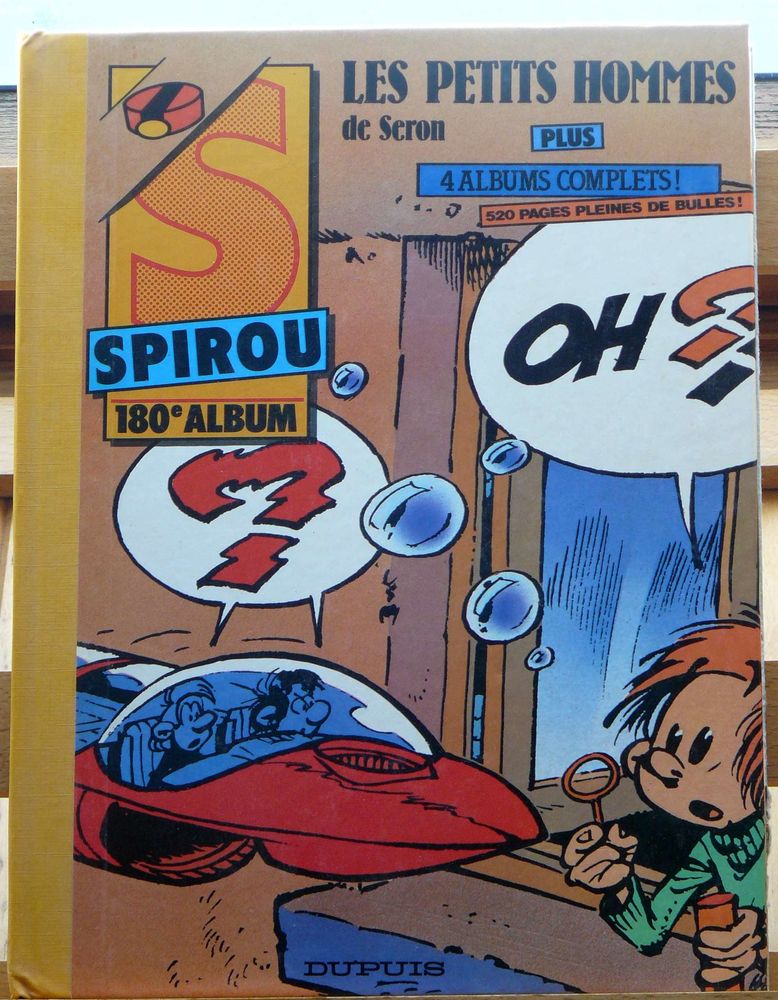 LES PETITS HOMMES
de Seron
PLUS
4 ALBUMS COMPLETS!
520 PAGES PLEINES DE BULLES!
S
SPIROU
180e ALBUM
OH ?
?
DUPUIS